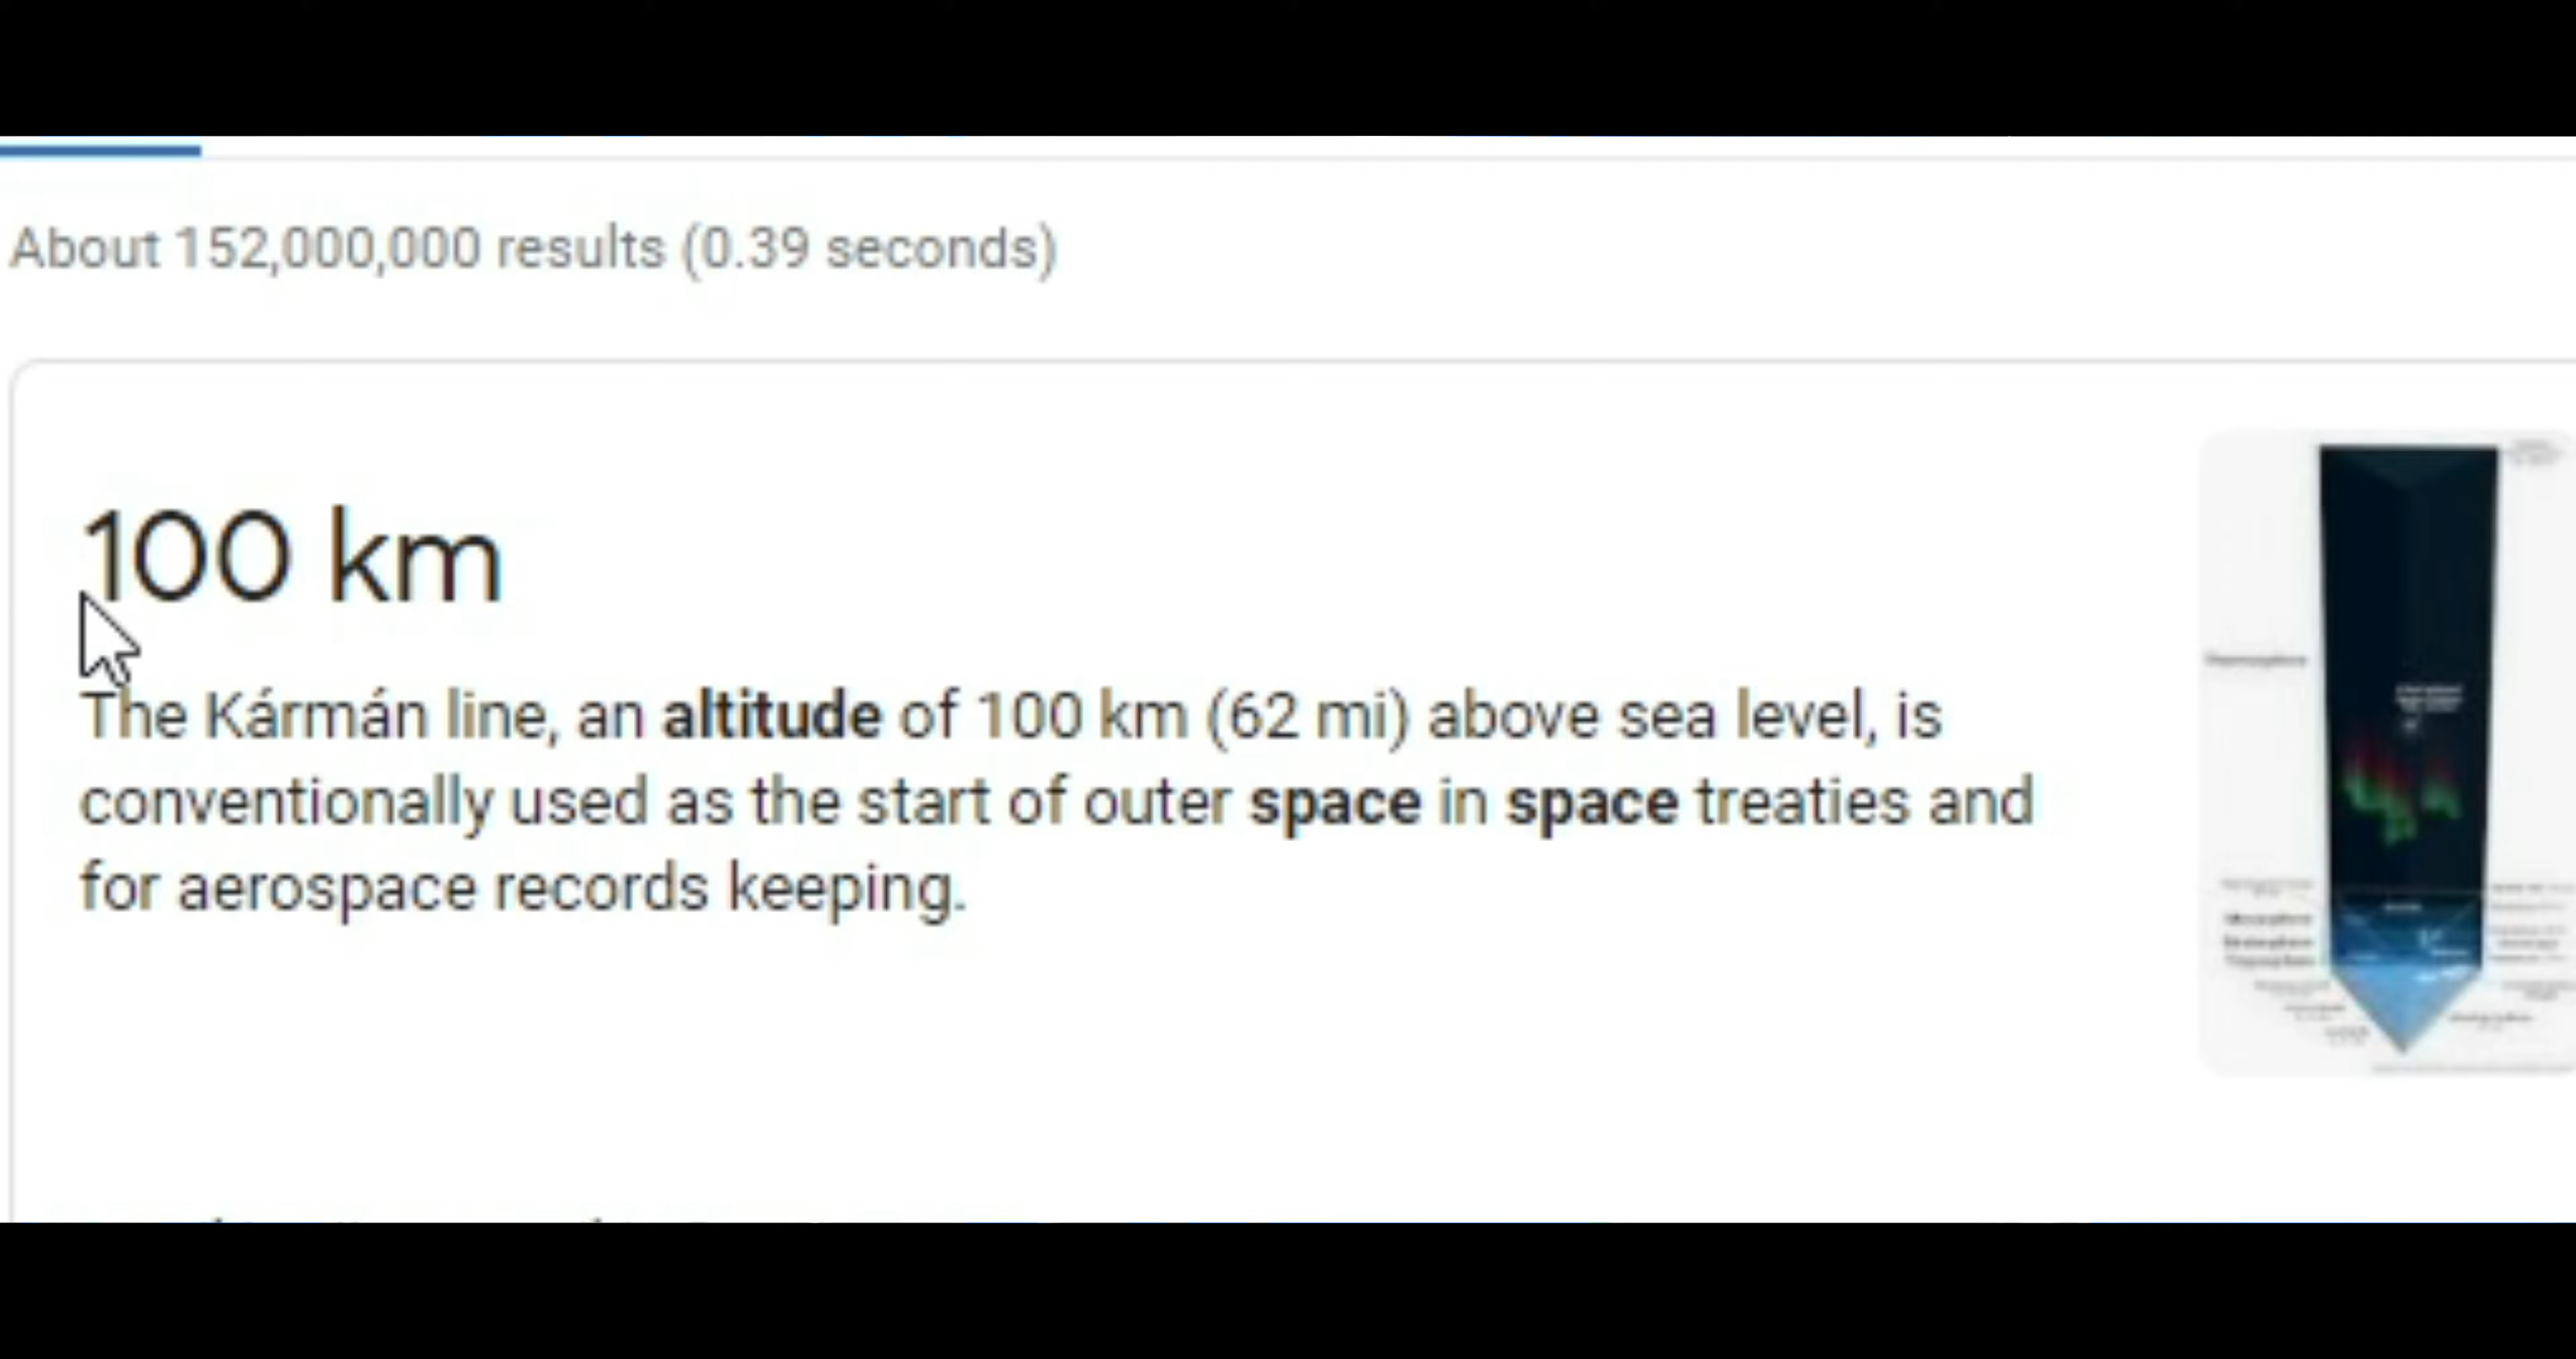 About 152,000,000 results (0.39 seconds)
100 km
The Kármán line, an altitude of 100 km (62 mi) above sea level, is
conventionally used as the start of outer space in space treaties and
for aerospace records keeping.